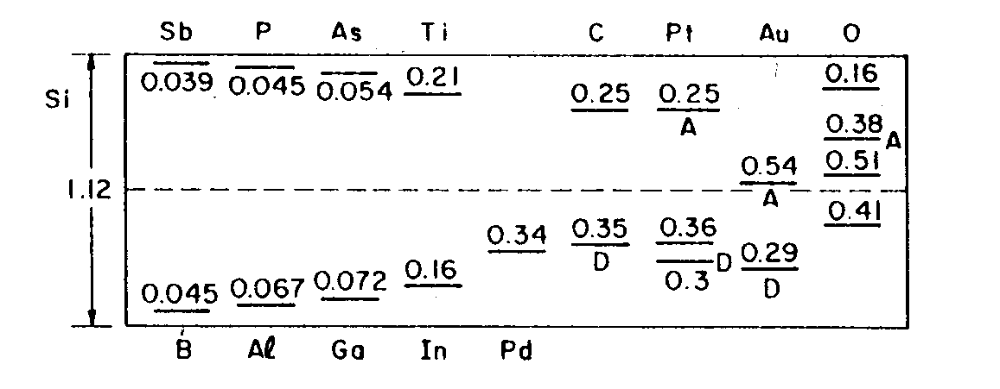 Sb P As Ti C Pt Au O
0.039 0.045 0.054 0.21 0.25 0.25 0.16
Si
A 0.38 A
0.54 0.51
1.12
A 0.41
0.34 0.35 0.36
D D 0.29
0.045 0.067 0.072 0.16 0.3 D
B Al Ga In Pd